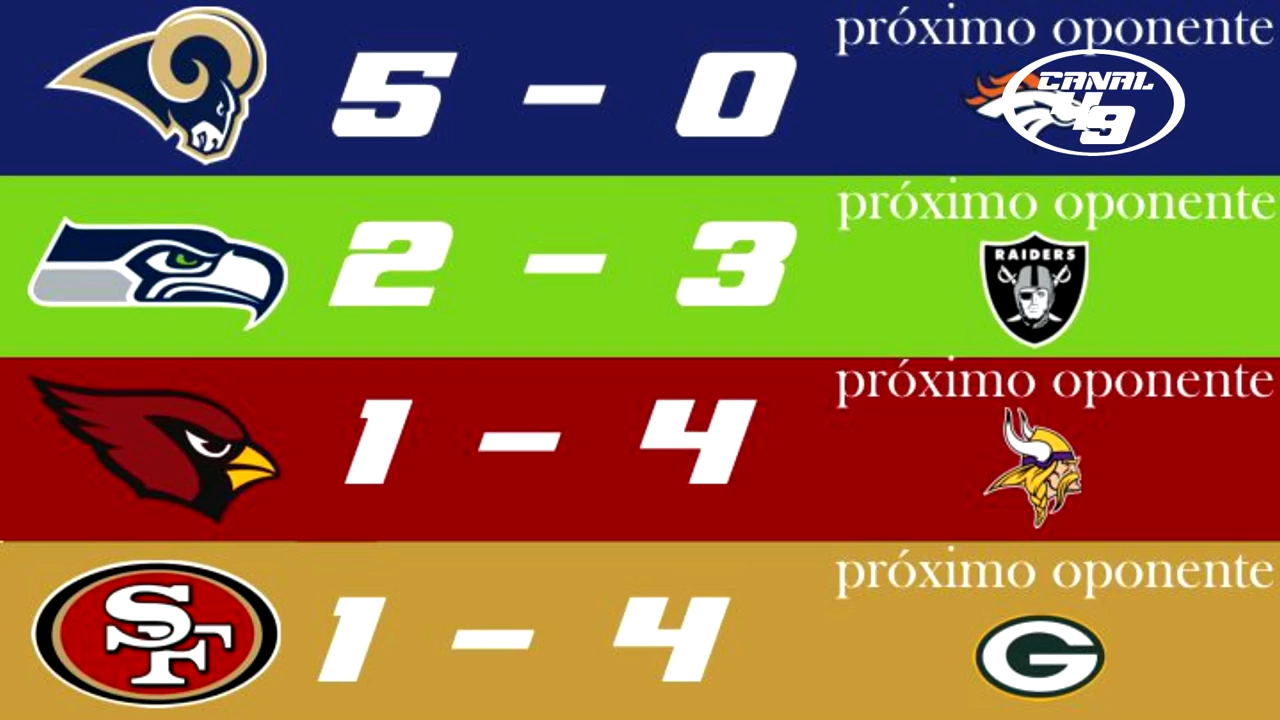 próximo oponente
5 - 0
CANAL
49
próximo oponente
2 - 3
RAIDERS
próximo oponente
1 - 4
próximo oponente
1 - 4
SF
G